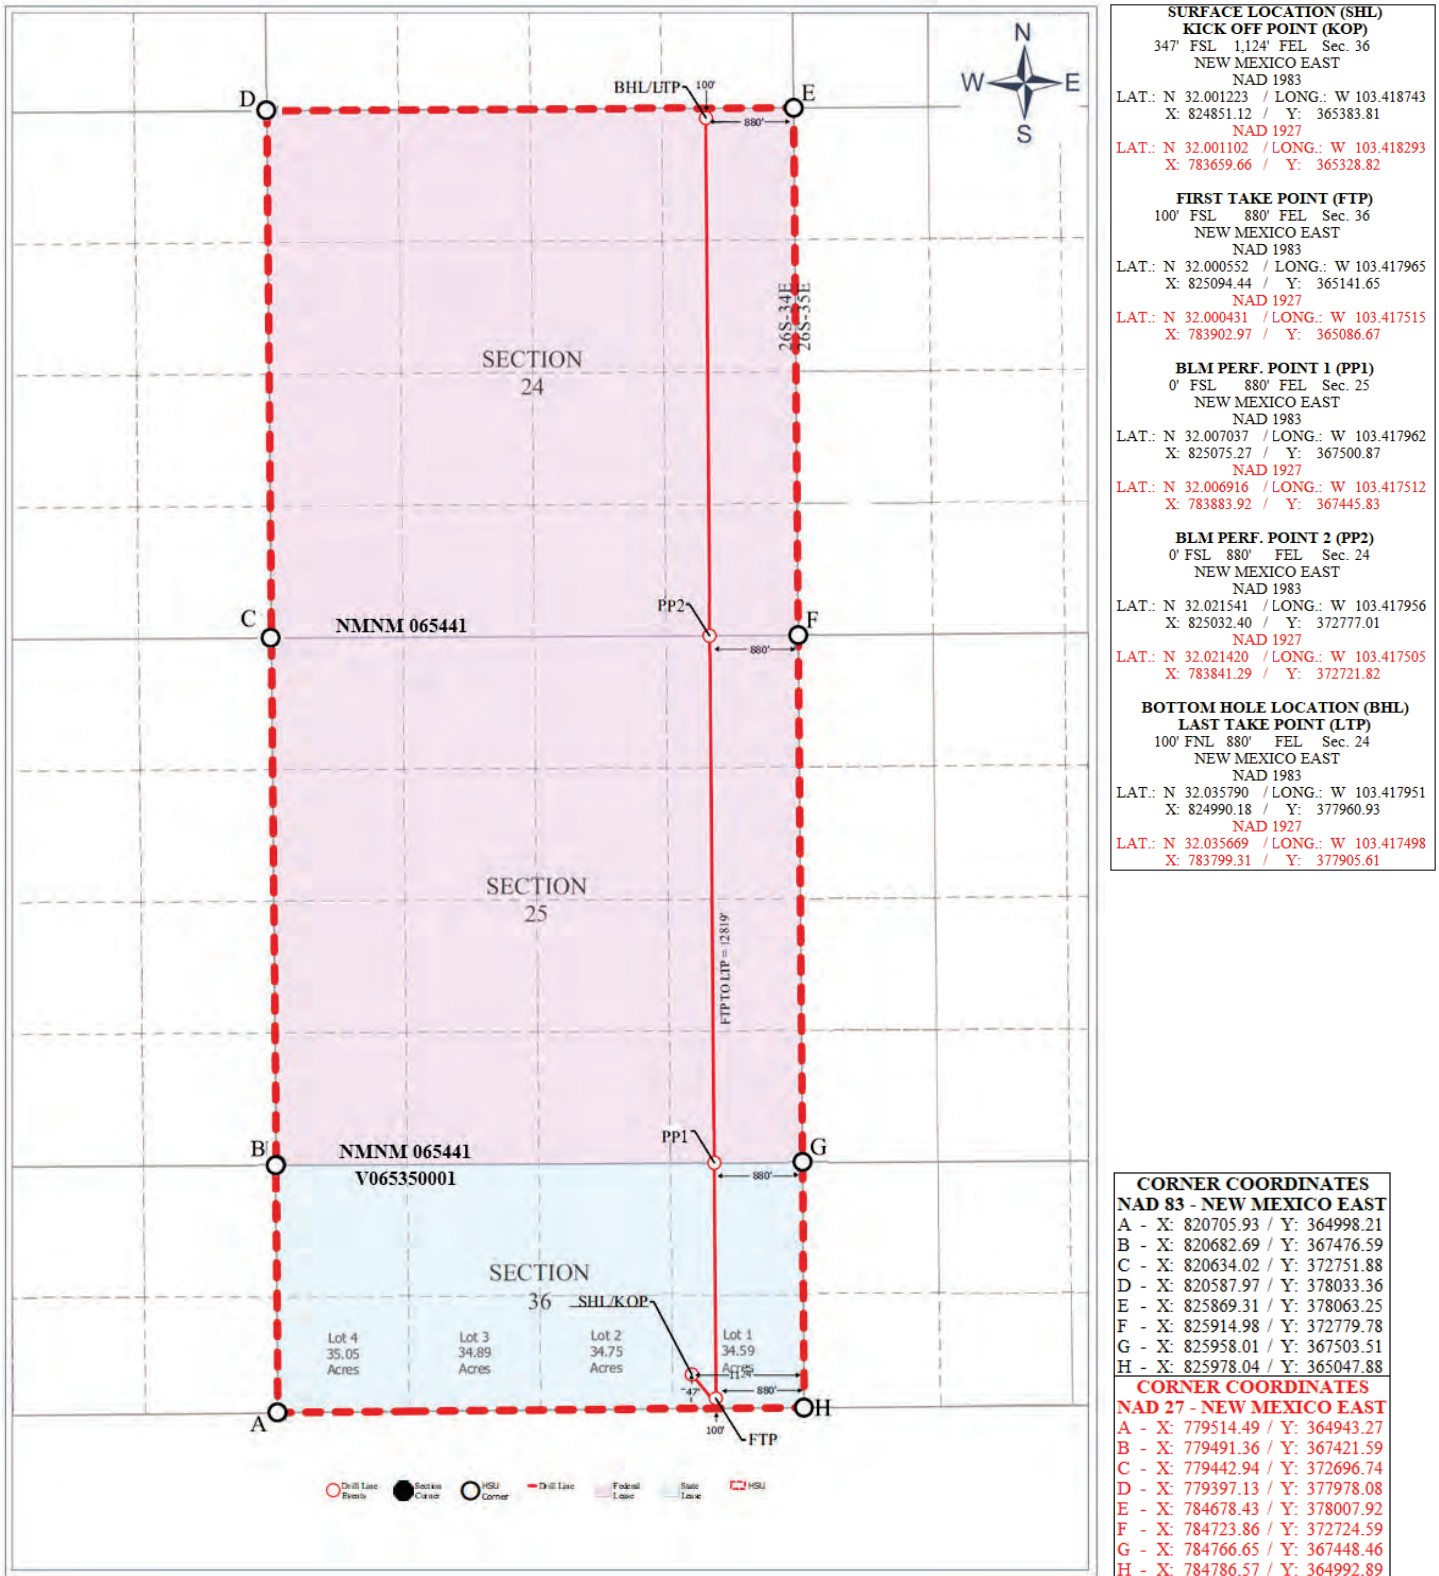 N
W E
S
D
BHL/LTP
100'
E
880'
26S-34E
26S-35E
SECTION
24
C
NMNM 065441
PP2
F
880'
SECTION
25
FTP TO LTP = 12819'
B
NMNM 065441
V065350001
PP1
G
880'
SECTION
36
SHL/KOP
Lot 4
35.05
Acres
Lot 3
34.89
Acres
Lot 2
34.75
Acres
Lot 1
34.59
Acres
880'
A
H
100'
FTP
Drill Line
Events
Section
Corner
HSU
Corner
Drill Line
Federal
Lease
State
Lease
HSU
SURFACE LOCATION (SHL)
KICK OFF POINT (KOP)
347' FSL 1,124' FEL Sec. 36
NEW MEXICO EAST
NAD 1983
LAT.: N 32.001223 / LONG.: W 103.418743
X: 824851.12 / Y: 365383.81
NAD 1927
LAT.: N 32.001102 / LONG.: W 103.418293
X: 783659.66 / Y: 365328.82
FIRST TAKE POINT (FTP)
100' FSL 880' FEL Sec. 36
NEW MEXICO EAST
NAD 1983
LAT.: N 32.000552 / LONG.: W 103.417965
X: 825094.44 / Y: 365141.65
NAD 1927
LAT.: N 32.000431 / LONG.: W 103.417515
X: 783902.97 / Y: 365086.67
BLM PERF. POINT 1 (PP1)
0' FSL 880' FEL Sec. 25
NEW MEXICO EAST
NAD 1983
LAT.: N 32.007037 / LONG.: W 103.417962
X: 825075.27 / Y: 367500.87
NAD 1927
LAT.: N 32.006916 / LONG.: W 103.417512
X: 783883.92 / Y: 367445.83
BLM PERF. POINT 2 (PP2)
0' FSL 880' FEL Sec. 24
NEW MEXICO EAST
NAD 1983
LAT.: N 32.021541 / LONG.: W 103.417956
X: 825032.40 / Y: 372777.01
NAD 1927
LAT.: N 32.021420 / LONG.: W 103.417505
X: 783841.29 / Y: 372721.82
BOTTOM HOLE LOCATION (BHL)
LAST TAKE POINT (LTP)
100' FNL 880' FEL Sec. 24
NEW MEXICO EAST
NAD 1983
LAT.: N 32.035790 / LONG.: W 103.417951
X: 824990.18 / Y: 377960.93
NAD 1927
LAT.: N 32.035669 / LONG.: W 103.417498
X: 783799.31 / Y: 377905.61
CORNER COORDINATES
NAD 83 - NEW MEXICO EAST
A - X: 820705.93 / Y: 364998.21
B - X: 820682.69 / Y: 367476.59
C - X: 820634.02 / Y: 372751.88
D - X: 820587.97 / Y: 378033.36
E - X: 825869.31 / Y: 378063.25
F - X: 825914.98 / Y: 372779.78
G - X: 825958.01 / Y: 367503.51
H - X: 825978.04 / Y: 365047.88
CORNER COORDINATES
NAD 27 - NEW MEXICO EAST
A - X: 779514.49 / Y: 364943.27
B - X: 779491.36 / Y: 367421.59
C - X: 779442.94 / Y: 372696.74
D - X: 779397.13 / Y: 377978.08
E - X: 784678.43 / Y: 378007.92
F - X: 784723.86 / Y: 372724.59
G - X: 784766.65 / Y: 367448.46
H - X: 784786.57 / Y: 364992.89